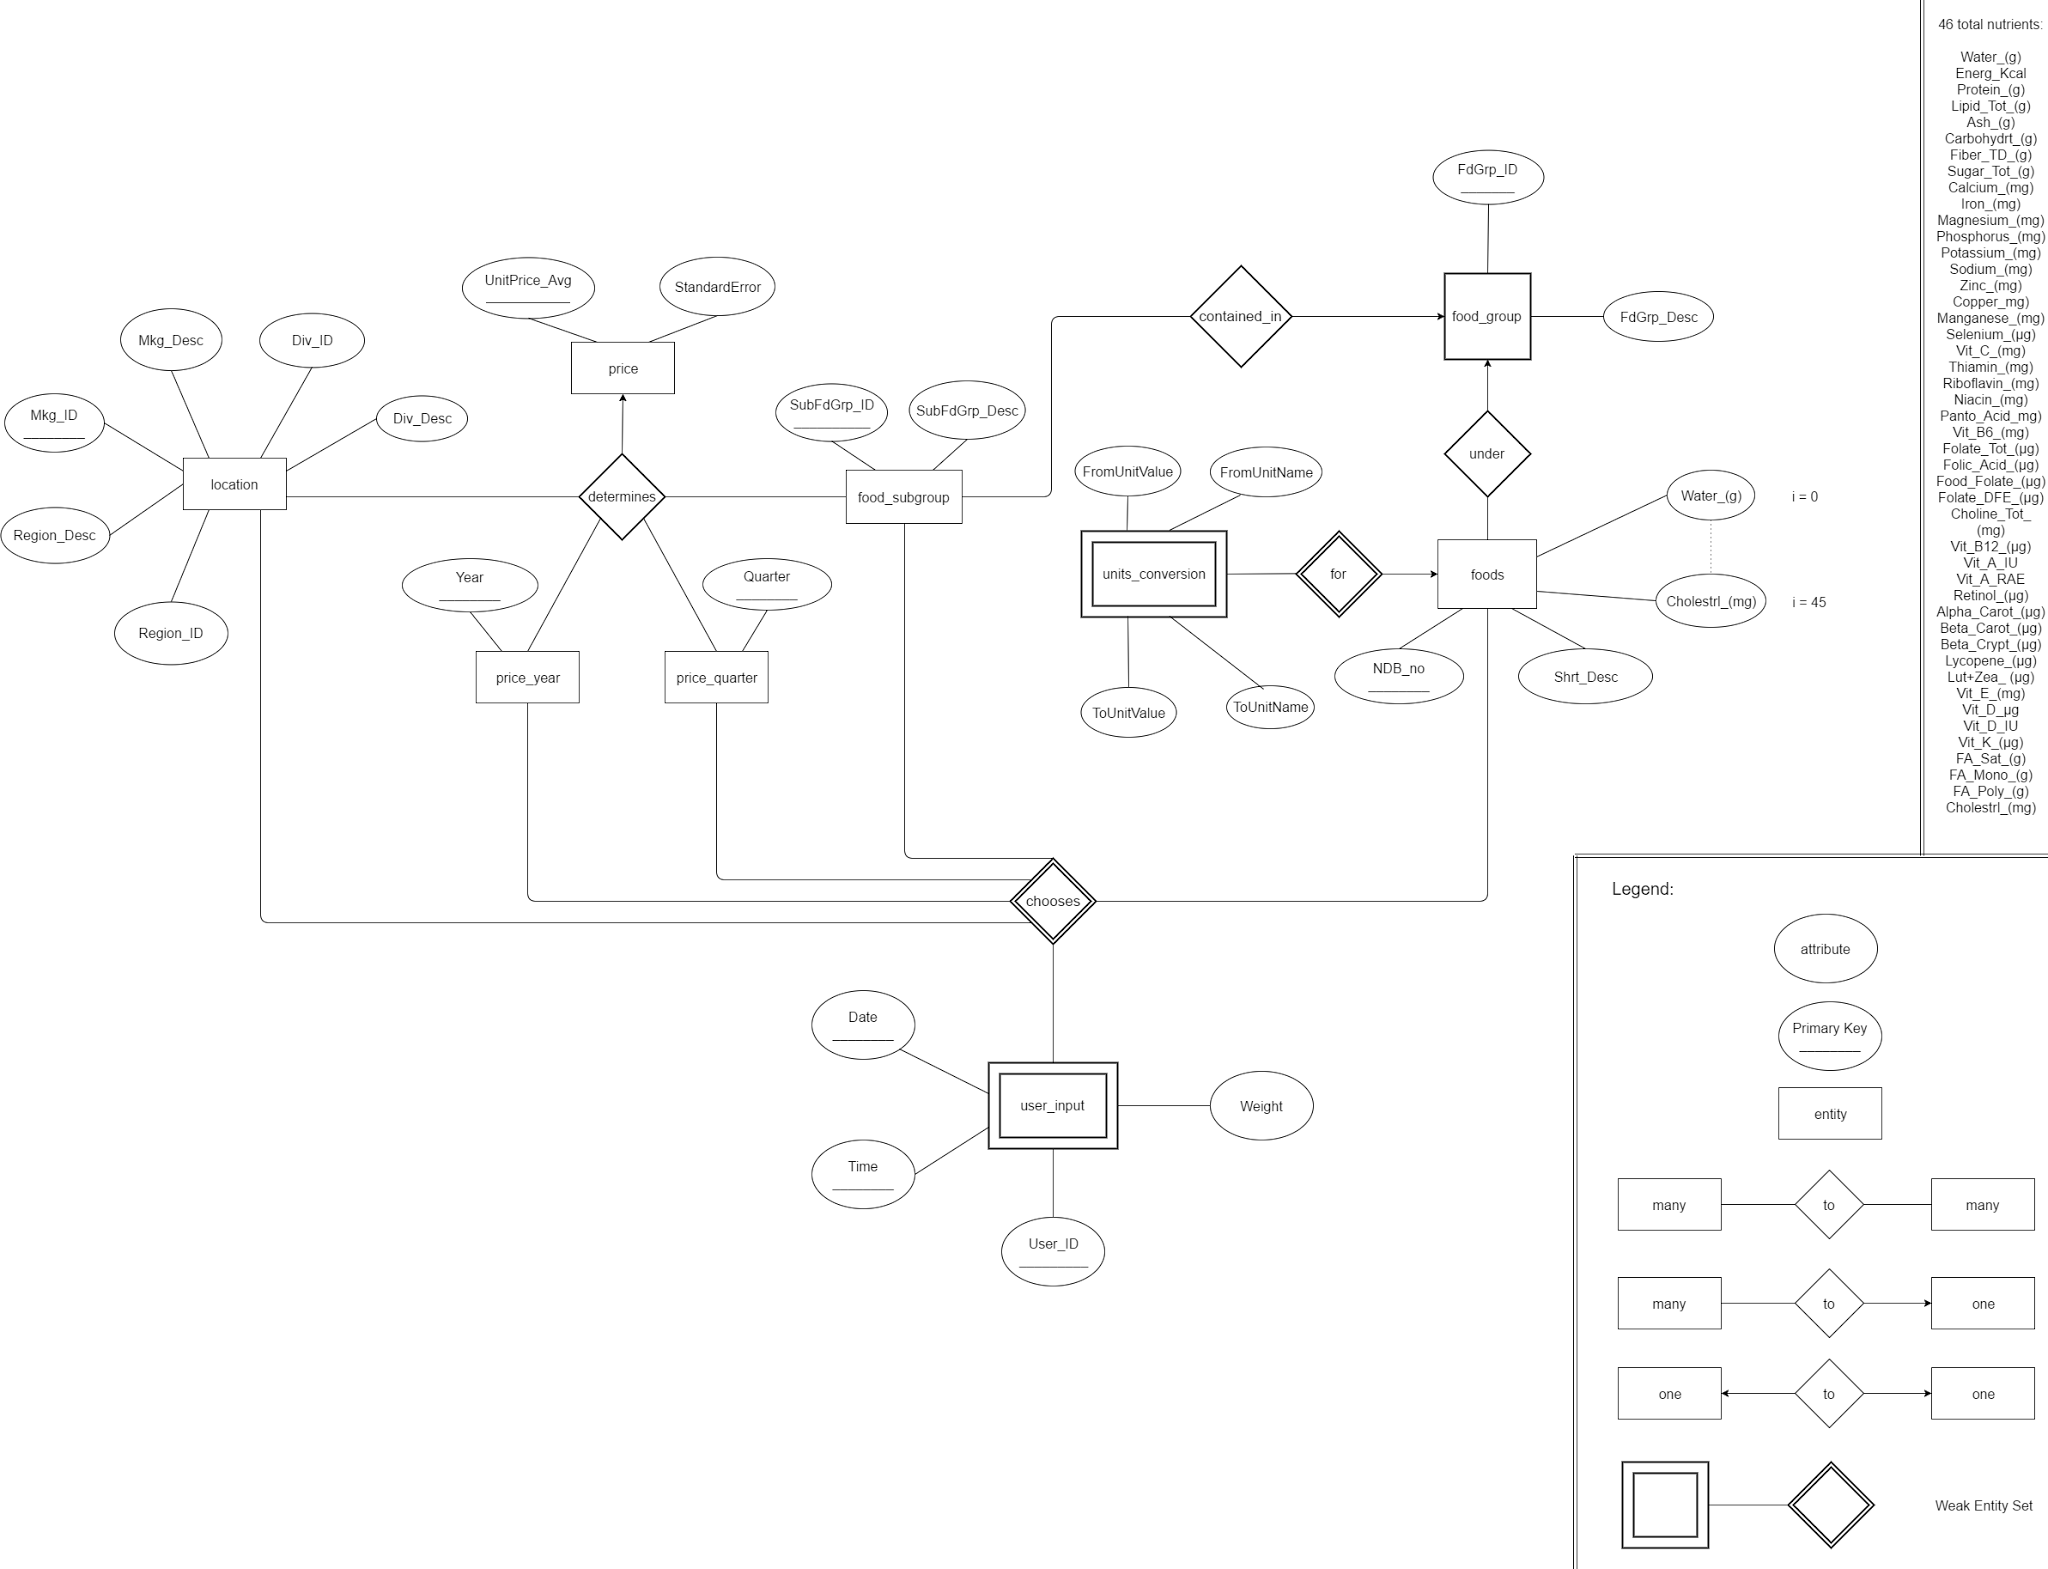 46 total nutrients:
Water_(g)
Energ_Kcal
Protein_(g)
Lipid_Tot_(g)
Ash_(g)
Carbohydrt_(g)
Fiber_TD_(g)
Sugar_Tot_(g)
Calcium_(mg)
Iron_(mg)
Magnesium_(mg)
Phosphorus_(mg)
Potassium_(mg)
Sodium_(mg)
Zinc_(mg)
Copper_mg)
Manganese_(mg)
Selenium_(µg)
Vit_C_(mg)
Thiamin_(mg)
Riboflavin_(mg)
Niacin_(mg)
Panto_Acid_mg)
Vit_B6_(mg)
Folate_Tot_(µg)
Folic_Acid_(µg)
Food_Folate_(µg)
Folate_DFE_(µg)
Choline_Tot_
(mg)
Vit_B12_(µg)
Vit_A_IU
Vit_A_RAE
Retinol_(µg)
Alpha_Carot_(µg)
Beta_Carot_(µg)
Beta_Crypt_(µg)
Lycopene_(µg)
Lut+Zea_ (µg)
Vit_E_(mg)
Vit_D_µg
Vit_D_IU
Vit_K_(µg)
FA_Sat_(g)
FA_Mono_(g)
FA_Poly_(g)
Cholestrl_(mg)
FdGrp_ID
food_group
FdGrp_Desc
contained_in
under
UnitPrice_Avg
StandardError
price
Mkg_Desc
Div_ID
Mkg_ID
Div_Desc
location
Region_Desc
Region_ID
determines
SubFdGrp_ID
SubFdGrp_Desc
food_subgroup
Year
Quarter
price_year
price_quarter
FromUnitValue
FromUnitName
units_conversion
for
ToUnitValue
ToUnitName
foods
Water_(g)
i = 0
Cholestrl_(mg)
i = 45
NDB_no
Shrt_Desc
chooses
Date
Time
user_input
Weight
User_ID
Legend:
attribute
Primary Key
entity
many
to
many
many
to
one
one
to
one
Weak Entity Set